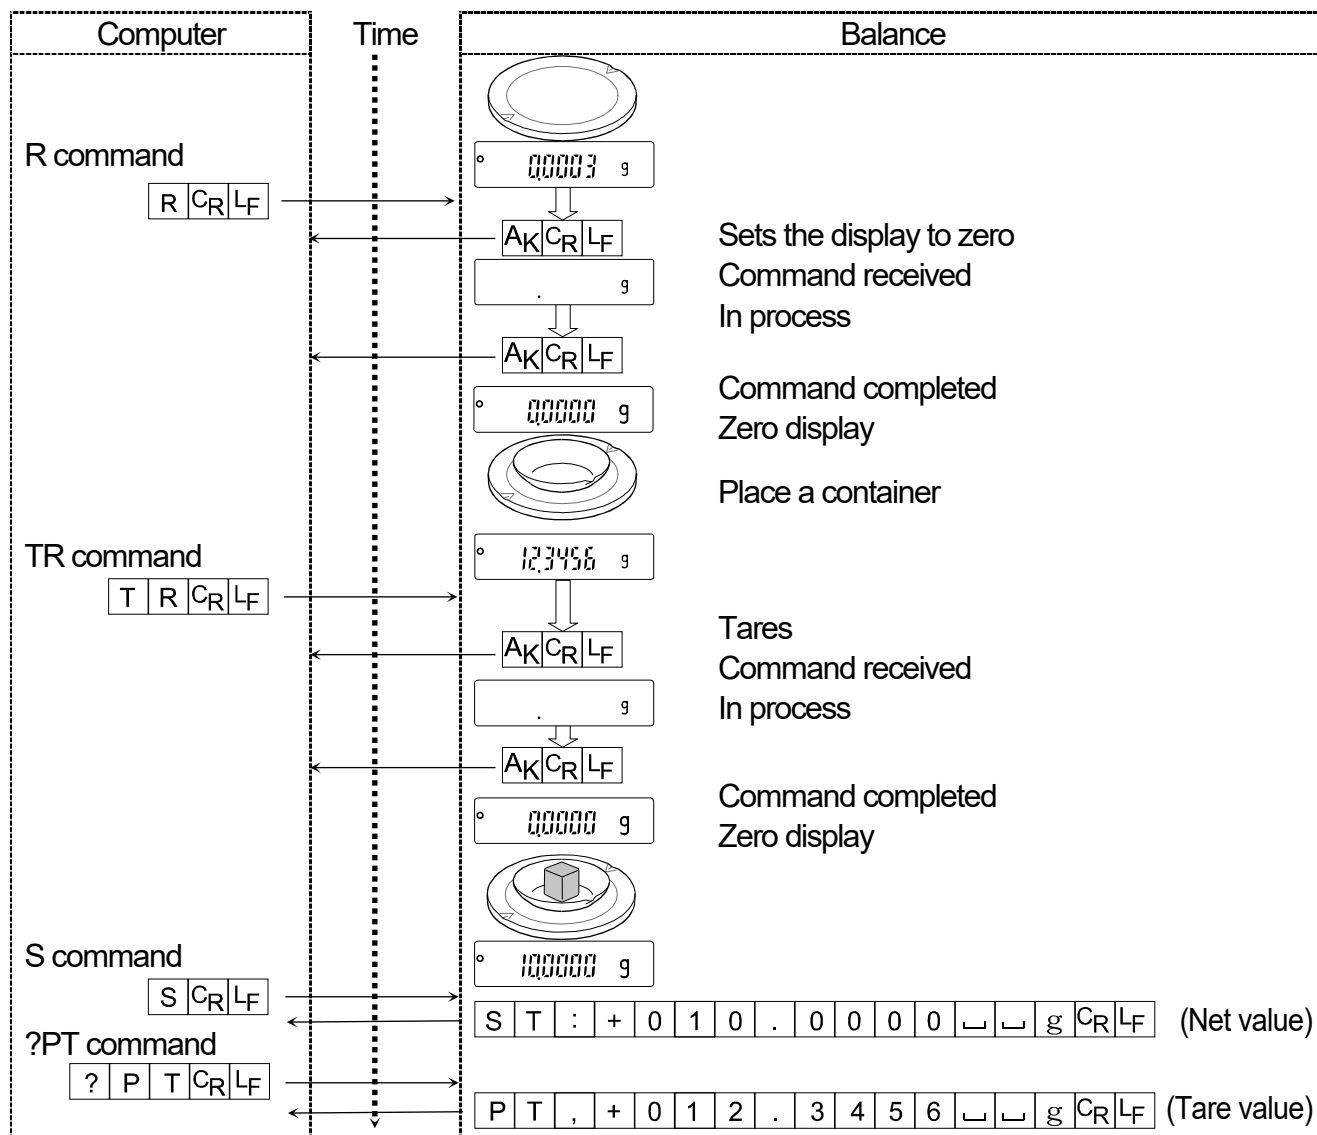 Computer Time Balance
R command
0.0003 g
R CR LF
AK CR LF Sets the display to zero
. g Command received
In process
AK CR LF
Command completed
0.0000 g
Zero display
Place a container
TR command
12.3456 g
T R CR LF
Tares
AK CR LF
Command received
. g In process
AK CR LF
Command completed
0.0000 g
Zero display
S command
10.0000 g
S CR LF
S T : + 0 1 0 . 0 0 0 0 ␣ ␣ g CR LF (Net value)
?PT command
? P T CR LF
P T , + 0 1 2 . 3 4 5 6 ␣ ␣ g CR LF (Tare value)